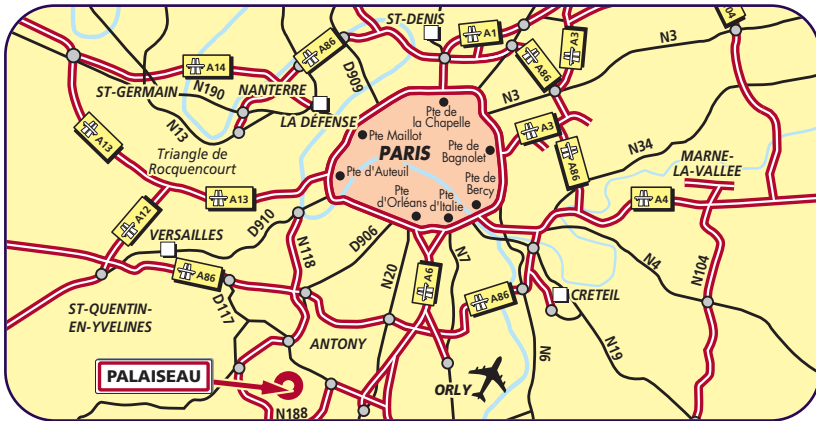 ST-DENIS
A1
A3
N3
104
A86
A14
D909
A86
ST-GERMAIN
N190
NANTERRE
LA DÉFENSE
N13
N3
Pte de
la Chapelle
A3
N34
Pte Maillot
PARIS
Pte de
Bagnolet
A13
Triangle de
Rocquencourt
Pte d'Auteuil
Pte de
Bercy
A86
MARNE-
LA-VALLEE
A13
Pte
d'Orléans
Pte
d'Italie
A4
A12
D910
VERSAILLES
N118
D906
N20
A6
N7
N4
N104
A86
D117
A86
CRETEIL
ST-QUENTIN-
EN-YVELINES
ANTONY
N6
N19
PALAISEAU
ORLY
N188